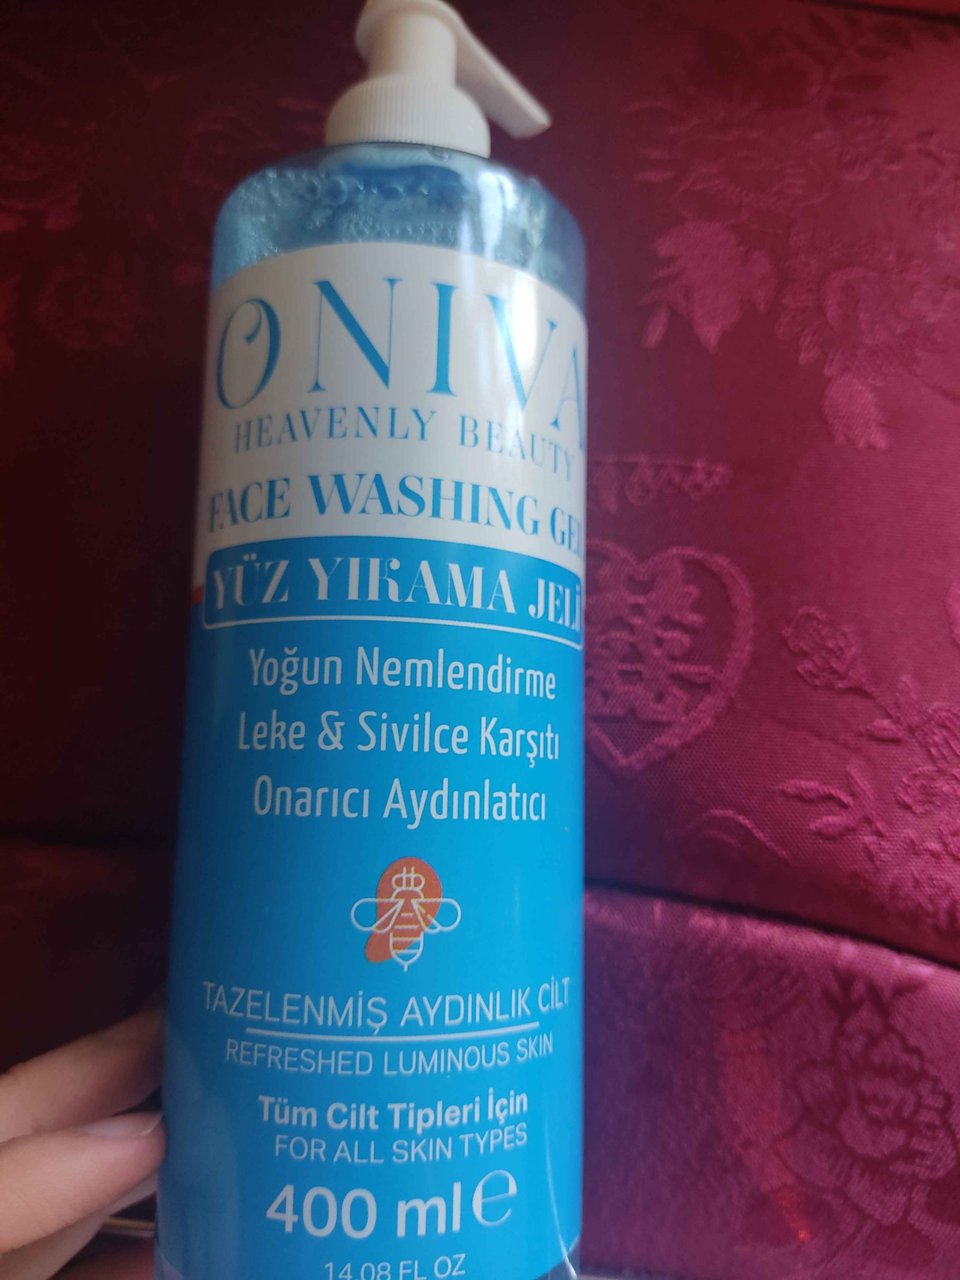 ONIVA
HEAVENLY BEAUTY
FACE WASHING GEL
YÜZ YIKAMA JELİ
Yoğun Nemlendirme
Leke & Sivilce Karşıtı
Onarıcı Aydınlatıcı
TAZELENMİŞ AYDINLIK CİLT
REFRESHED LUMINOUS SKIN
Tüm Cilt Tipleri İçin
FOR ALL SKIN TYPES
400 ml e
14.08 FL OZ